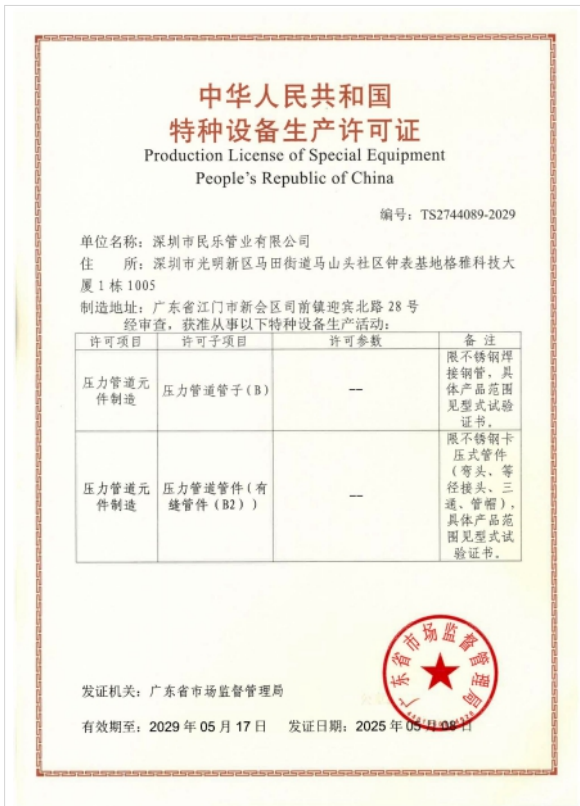 中华人民共和国
特种设备生产许可证
Production License of Special Equipment
People's Republic of China
编号：TS2744089-2029
单位名称：深圳市民乐管业有限公司
住　　所：深圳市光明新区马田街道马山头社区钟表基地格雅科技大
厦1栋1005
制造地址：广东省江门市新会区司前镇迎宾北路28号
经审查，获准从事以下特种设备生产活动：
许可项目 许可子项目 许可参数 备 注
压力管道元
件制造
压力管道管子(B)
--
限不锈钢焊
接钢管，具
体产品范围
见型式试验
证书。
压力管道元
件制造
压力管道管件(有
缝管件（B2）)
--
限不锈钢卡
压式管件
（弯头、等
径接头、三
通、管帽），
具体产品范
围见型式试
验证书。
发证机关：广东省市场监督管理局
有效期至：2029年05月17日 发证日期：2025年05月08日
广东省市场监督管理局